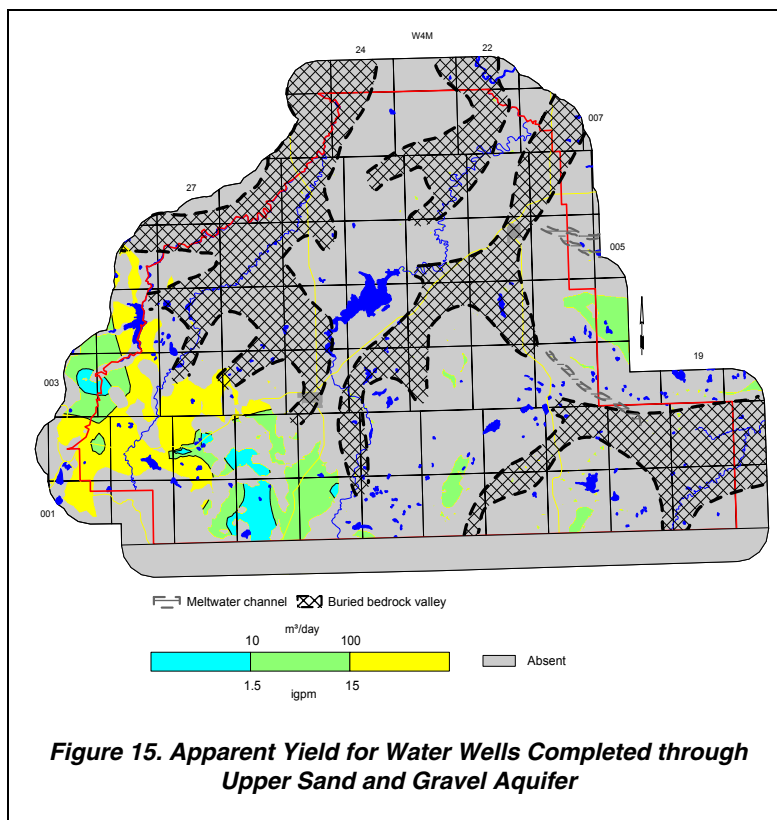 W4M
24
22
007
27
005
19
003
001
Meltwater channel Buried bedrock valley
m³/day
10 100
Absent
1.5 igpm 15
Figure 15. Apparent Yield for Water Wells Completed through
Upper Sand and Gravel Aquifer